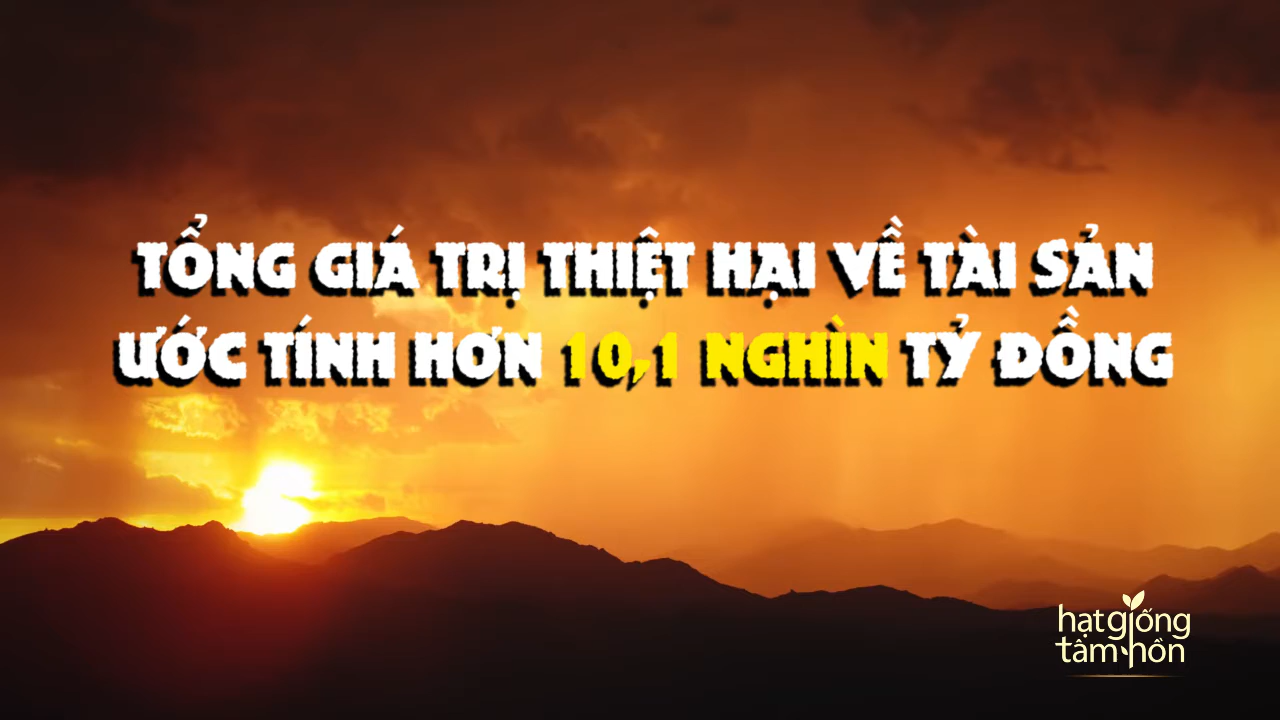 TỔNG GIÁ TRỊ THIỆT HẠI VỀ TÀI SẢN
ƯỚC TÍNH HƠN 10,1 NGHÌN TỶ ĐỒNG
hạt giống
tâm hồn